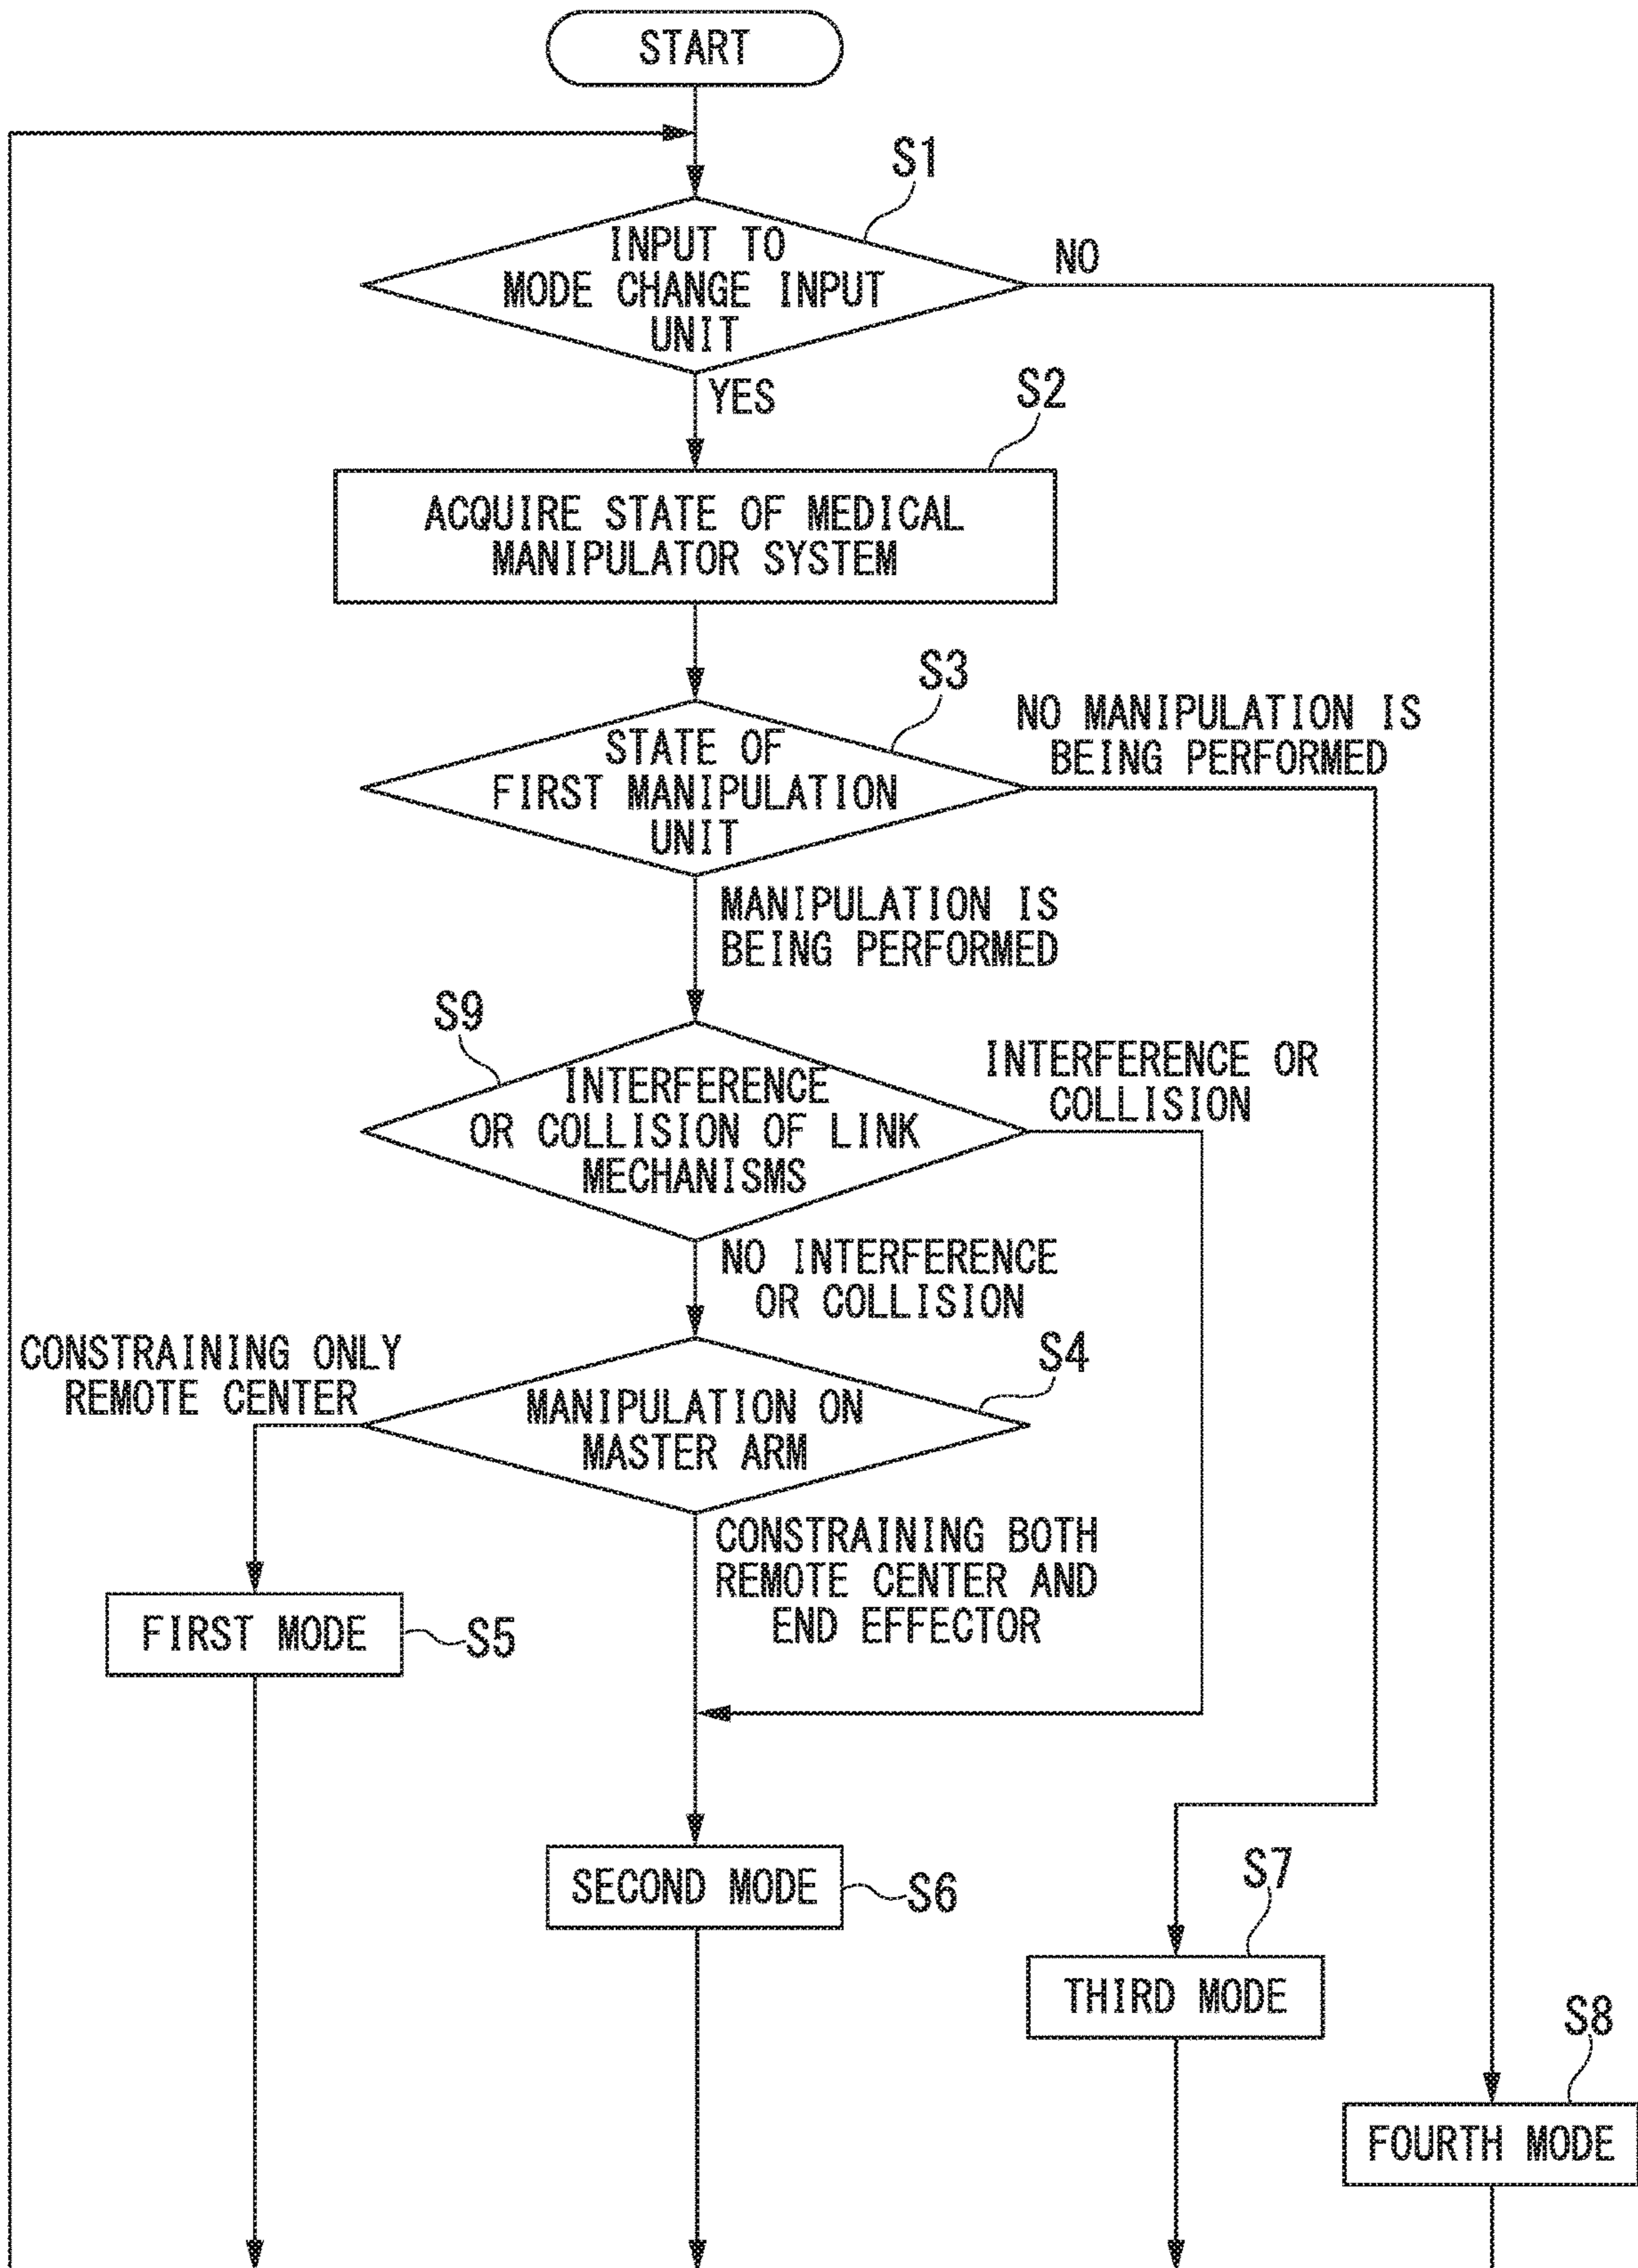 START
S1
INPUT TO
MODE CHANGE INPUT
UNIT
NO
YES
S2
ACQUIRE STATE OF MEDICAL
MANIPULATOR SYSTEM
S3
STATE OF
FIRST MANIPULATION
UNIT
NO MANIPULATION IS
BEING PERFORMED
MANIPULATION IS
BEING PERFORMED
S9
INTERFERENCE
OR COLLISION OF LINK
MECHANISMS
INTERFERENCE OR
COLLISION
NO INTERFERENCE
OR COLLISION
CONSTRAINING ONLY
REMOTE CENTER
S4
MANIPULATION ON
MASTER ARM
CONSTRAINING BOTH
REMOTE CENTER AND
END EFFECTOR
FIRST MODE
S5
SECOND MODE
S6
S7
THIRD MODE
S8
FOURTH MODE